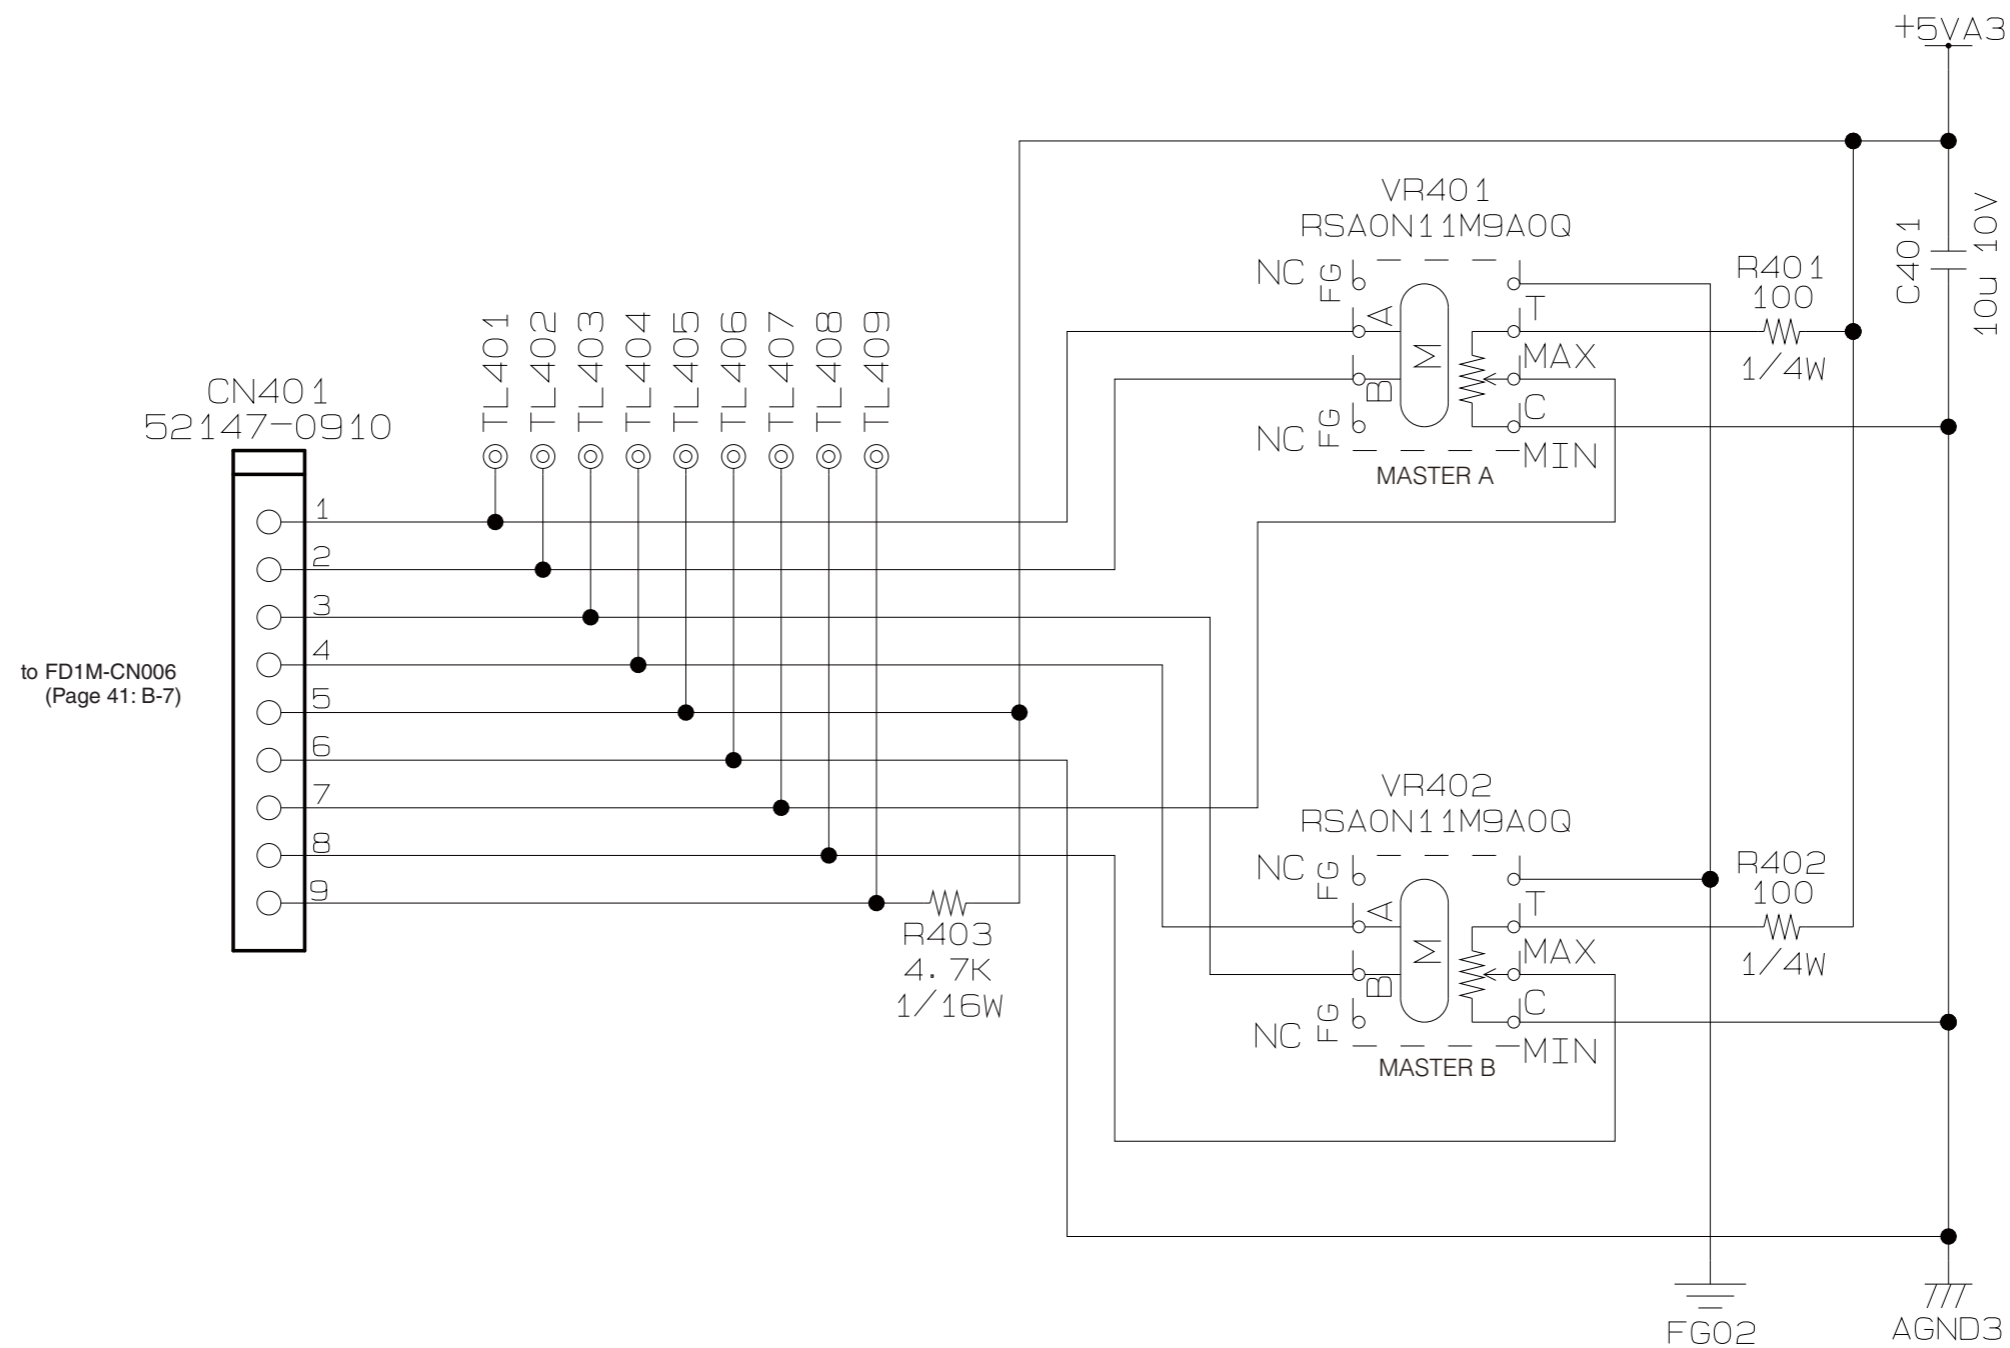 +5VA3
VR401
RSA0N11M9A0Q
C401
10u 10V
NC
FG
A
M
B
FG
NC
T
MAX
C
MIN
MASTER A
R401
100
1/4W
TL401
TL402
TL403
TL404
TL405
TL406
TL407
TL408
TL409
CN401
52147-0910
1
2
3
4
5
6
7
8
9
to FD1M-CN006
(Page 41: B-7)
R403
4.7K
1/16W
VR402
RSA0N11M9A0Q
NC
FG
A
M
B
FG
NC
T
MAX
C
MIN
MASTER B
R402
100
1/4W
FG02
AGND3